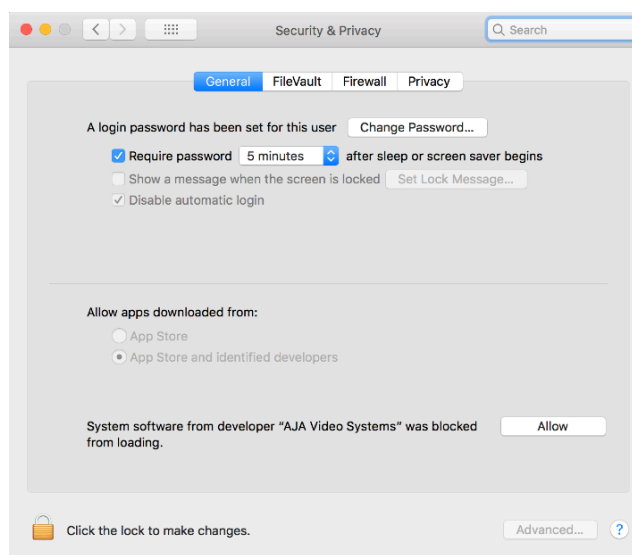 Security & Privacy
Search
General FileVault Firewall Privacy
A login password has been set for this user Change Password...
Require password 5 minutes after sleep or screen saver begins
Show a message when the screen is locked Set Lock Message...
Disable automatic login
Allow apps downloaded from:
App Store
App Store and identified developers
System software from developer “AJA Video Systems” was blocked Allow
from loading.
Click the lock to make changes. Advanced... ?